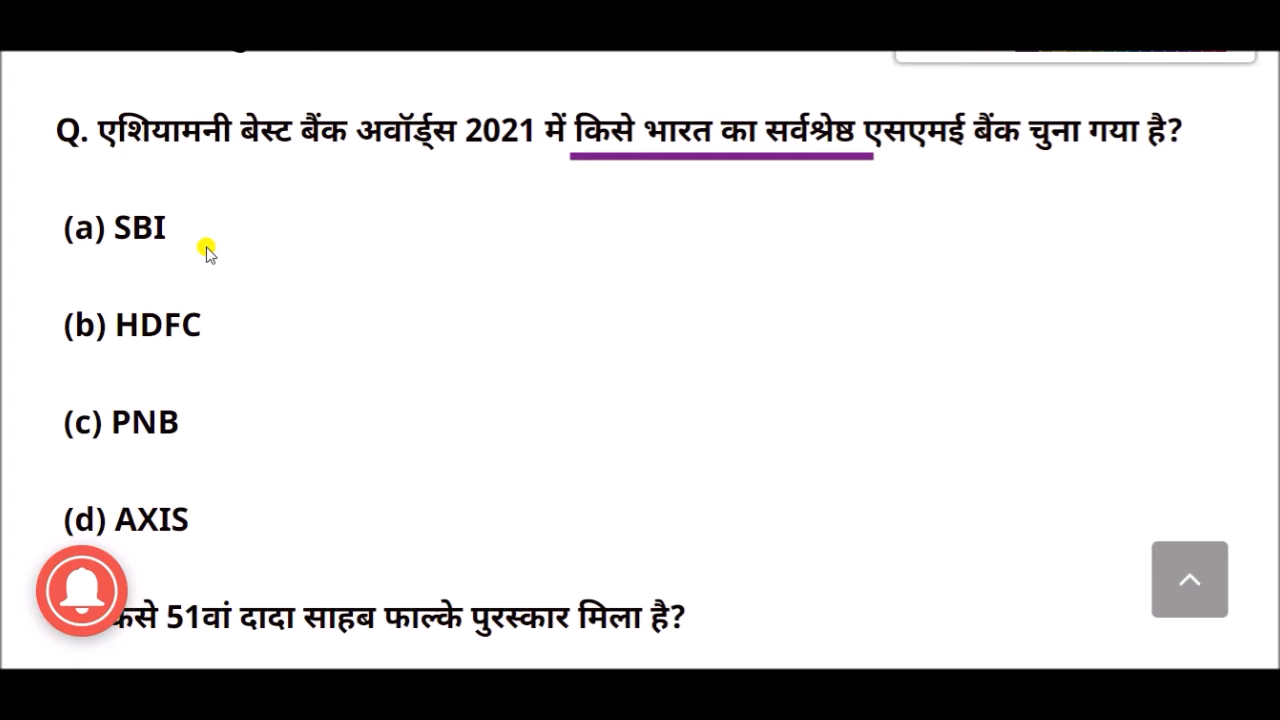 Q. एशियामनी बेस्ट बैंक अवॉर्ड्स 2021 में किसे भारत का सर्वश्रेष्ठ एसएमई बैंक चुना गया है?
(a) SBI
(b) HDFC
(c) PNB
(d) AXIS
51वां दादा साहब फाल्के पुरस्कार मिला है?